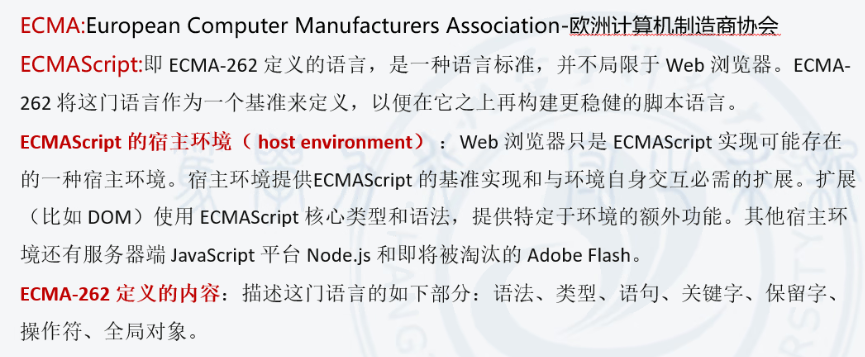 ECMA:European Computer Manufacturers Association-欧洲计算机制造商协会
ECMAScript:即 ECMA-262 定义的语言，是一种语言标准，并不局限于 Web 浏览器。ECMA-
262 将这门语言作为一个基准来定义，以便在它之上再构建更稳健的脚本语言。
ECMAScript 的宿主环境（ host environment）：Web 浏览器只是 ECMAScript 实现可能存在
的一种宿主环境。宿主环境提供ECMAScript 的基准实现和与环境自身交互必需的扩展。扩展
（比如 DOM）使用 ECMAScript 核心类型和语法，提供特定于环境的额外功能。其他宿主环
境还有服务器端 JavaScript 平台 Node.js 和即将被淘汰的 Adobe Flash。
ECMA-262 定义的内容：描述这门语言的如下部分：语法、类型、语句、关键字、保留字、
操作符、全局对象。